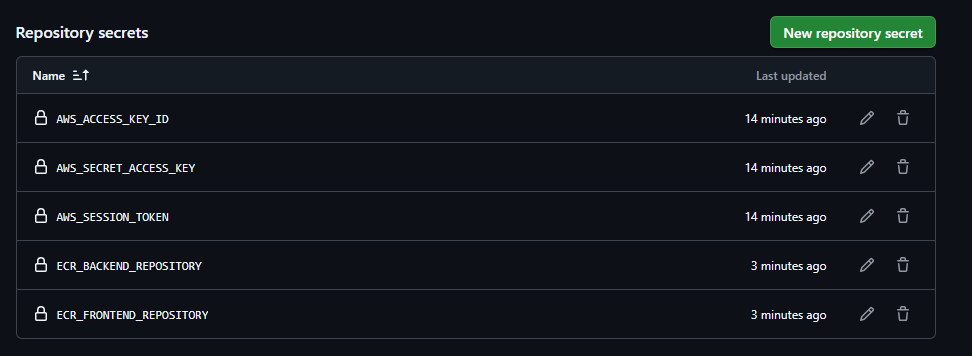 Repository secrets
New repository secret
Name
Last updated
AWS_ACCESS_KEY_ID
14 minutes ago
AWS_SECRET_ACCESS_KEY
14 minutes ago
AWS_SESSION_TOKEN
14 minutes ago
ECR_BACKEND_REPOSITORY
3 minutes ago
ECR_FRONTEND_REPOSITORY
3 minutes ago